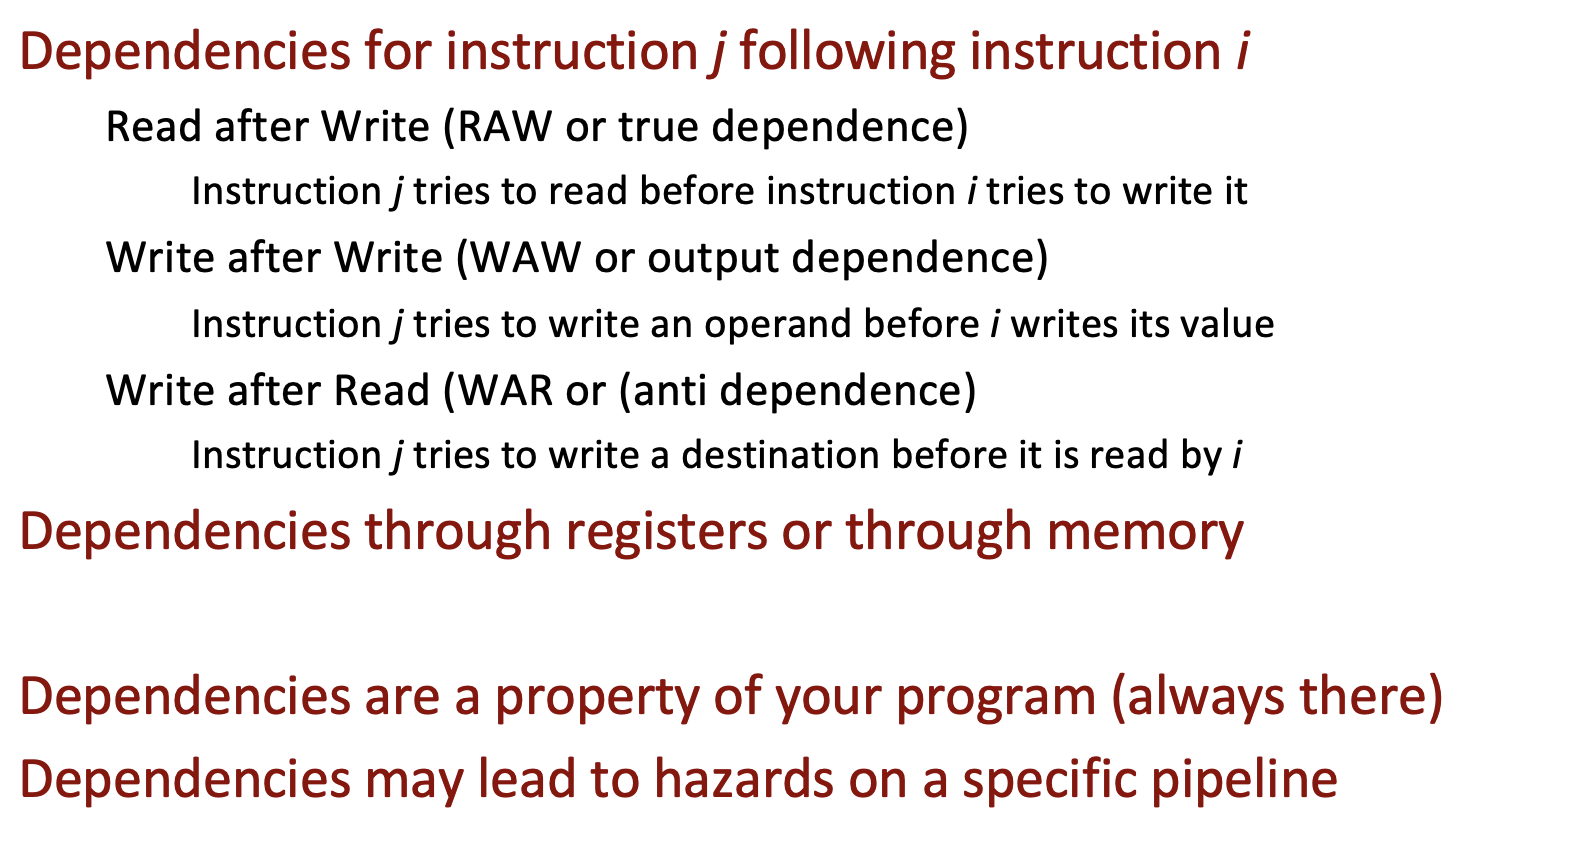 Dependencies for instruction j following instruction i
Read after Write (RAW or true dependence)
Instruction j tries to read before instruction i tries to write it
Write after Write (WAW or output dependence)
Instruction j tries to write an operand before i writes its value
Write after Read (WAR or (anti dependence)
Instruction j tries to write a destination before it is read by i
Dependencies through registers or through memory
Dependencies are a property of your program (always there)
Dependencies may lead to hazards on a specific pipeline